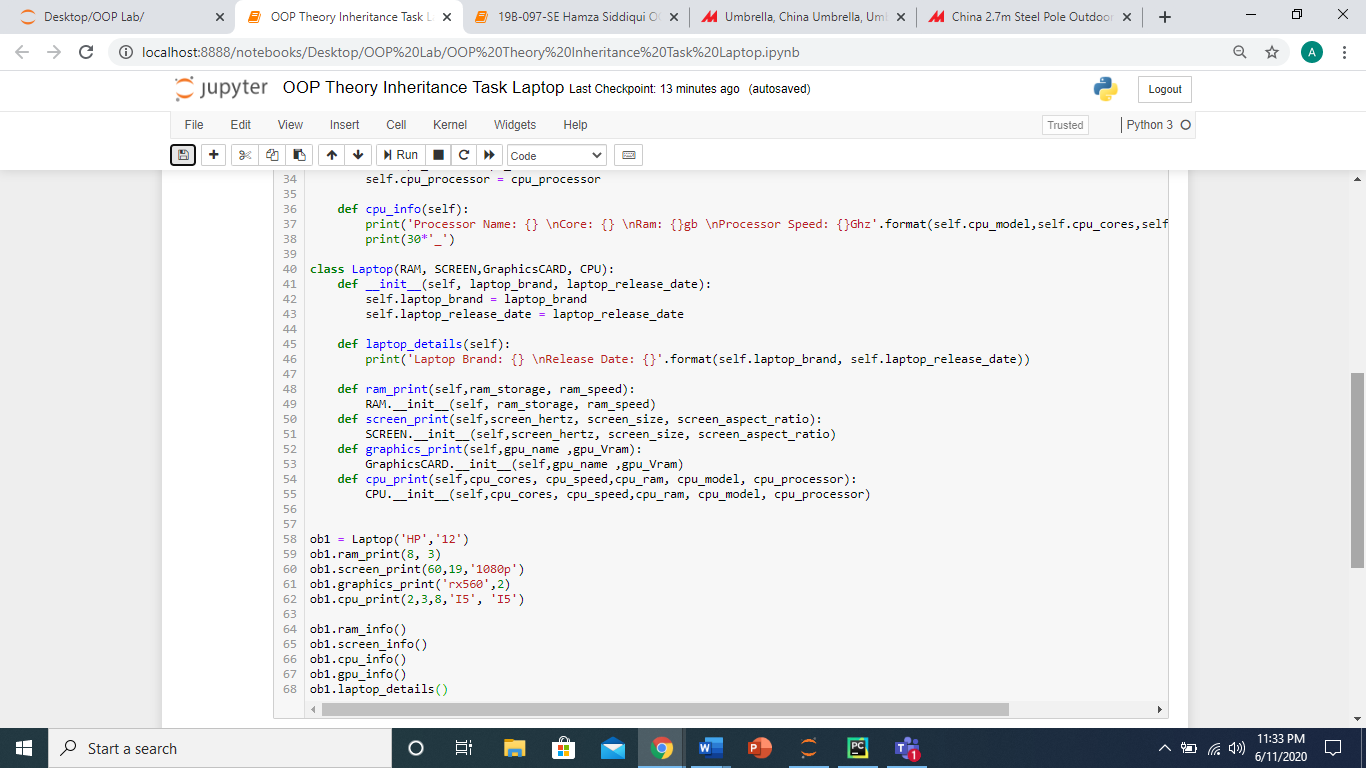 Desktop/OOP Lab/
OOP Theory Inheritance Task L
19B-097-SE Hamza Siddiqui O
Umbrella, China Umbrella, Um
China 2.7m Steel Pole Outdoor
localhost:8888/notebooks/Desktop/OOP%20Lab/OOP%20Theory%20Inheritance%20Task%20Laptop.ipynb
A
jupyter OOP Theory Inheritance Task Laptop Last Checkpoint: 13 minutes ago (autosaved)
Logout
File Edit View Insert Cell Kernel Widgets Help
Trusted
Python 3
Run
Code
34 self.cpu_processor = cpu_processor
35
36 def cpu_info(self):
37 print('Processor Name: {} \nCore: {} \nRam: {}gb \nProcessor Speed: {}Ghz'.format(self.cpu_model,self.cpu_cores,self
38 print(30*'_')
39
40 class Laptop(RAM, SCREEN,GraphicsCARD, CPU):
41 def __init__(self, laptop_brand, laptop_release_date):
42 self.laptop_brand = laptop_brand
43 self.laptop_release_date = laptop_release_date
44
45 def laptop_details(self):
46 print('Laptop Brand: {} \nRelease Date: {}'.format(self.laptop_brand, self.laptop_release_date))
47
48 def ram_print(self,ram_storage, ram_speed):
49 RAM.__init__(self, ram_storage, ram_speed)
50 def screen_print(self,screen_hertz, screen_size, screen_aspect_ratio):
51 SCREEN.__init__(self,screen_hertz, screen_size, screen_aspect_ratio)
52 def graphics_print(self,gpu_name ,gpu_Vram):
53 GraphicsCARD.__init__(self,gpu_name ,gpu_Vram)
54 def cpu_print(self,cpu_cores, cpu_speed,cpu_ram, cpu_model, cpu_processor):
55 CPU.__init__(self,cpu_cores, cpu_speed,cpu_ram, cpu_model, cpu_processor)
56
57
58 ob1 = Laptop('HP','12')
59 ob1.ram_print(8, 3)
60 ob1.screen_print(60,19,'1080p')
61 ob1.graphics_print('rx560',2)
62 ob1.cpu_print(2,3,8,'I5', 'I5')
63
64 ob1.ram_info()
65 ob1.screen_info()
66 ob1.cpu_info()
67 ob1.gpu_info()
68 ob1.laptop_details()
Start a search
W
P
PC
1
11:33 PM
6/11/2020